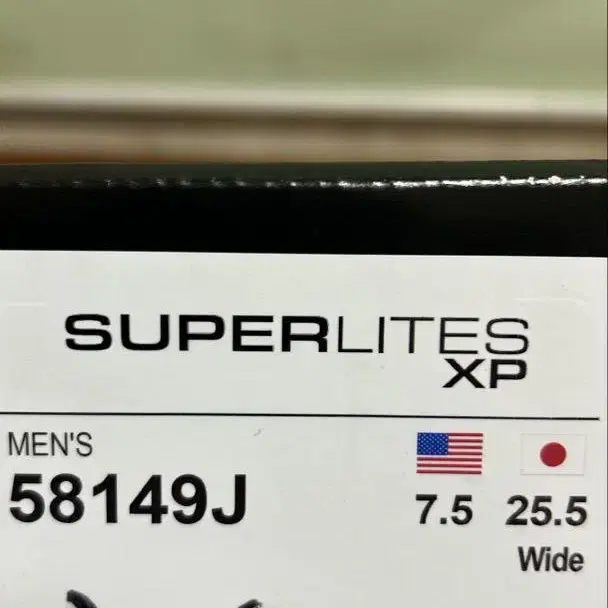 SUPERLITES
XP
MEN'S
58149J
7.5 25.5
Wide